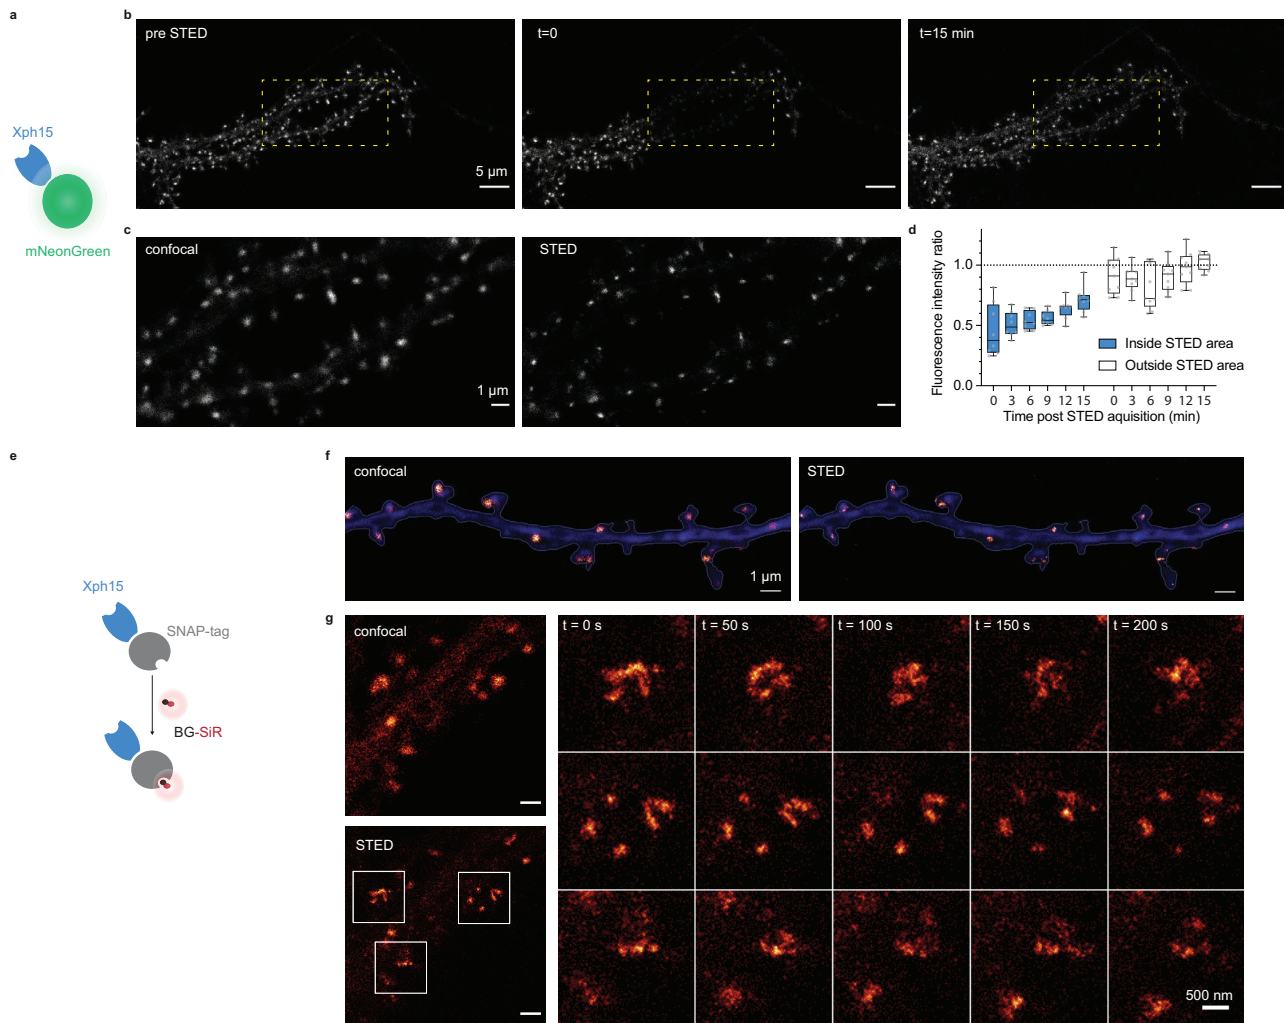 a
Xph15
mNeonGreen
b
pre STED
5 µm
t=0
t=15 min
c
confocal
1 µm
STED
d
Fluorescence intensity ratio
1.0
0.5
0.0
Inside STED area
Outside STED area
0 3 6 9 12 15 0 3 6 9 12 15
Time post STED aquisition (min)
e
Xph15
SNAP-tag
BG-SiR
f
confocal
1 µm
STED
g
confocal
STED
t = 0 s
t = 50 s
t = 100 s
t = 150 s
t = 200 s
500 nm